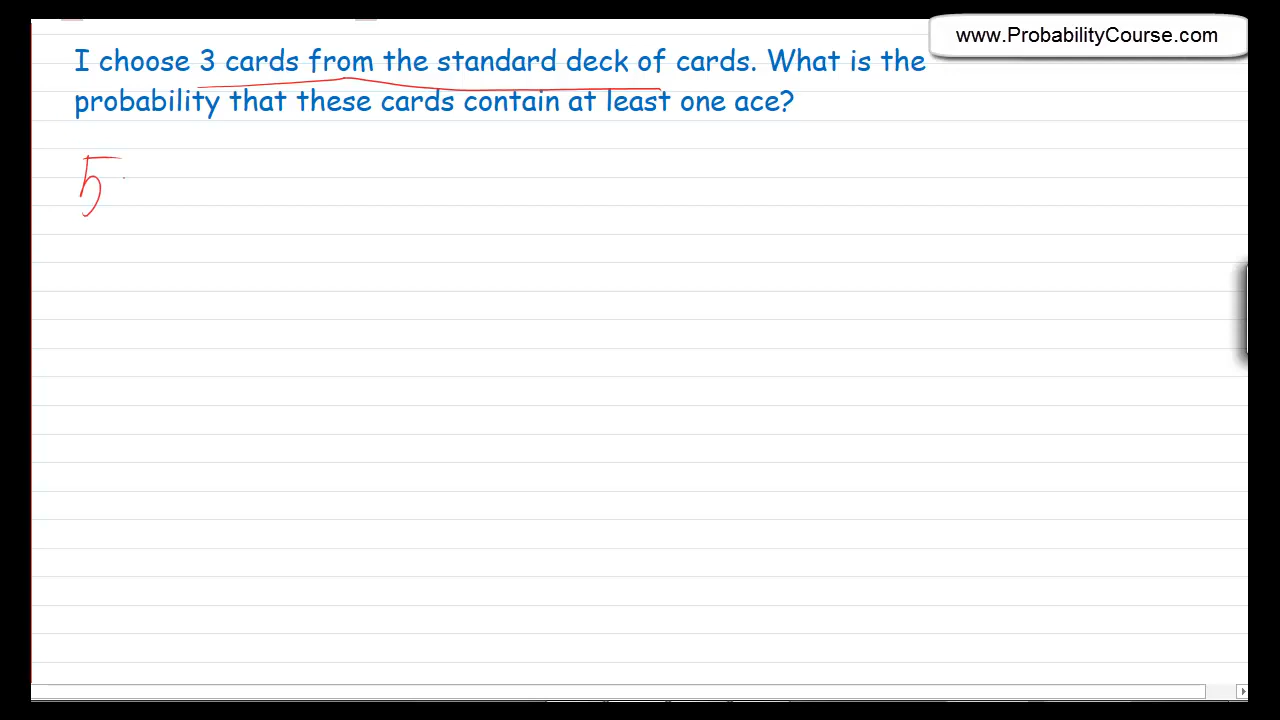 www.ProbabilityCourse.com
I choose 3 cards from the standard deck of cards. What is the
probability that these cards contain at least one ace?
5